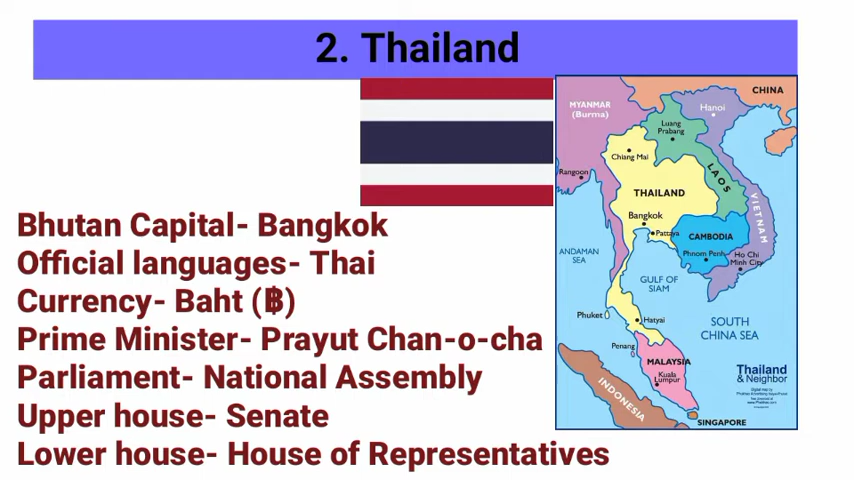 2. Thailand
Bhutan Capital- Bangkok
Official languages- Thai
Currency- Baht (฿)
Prime Minister- Prayut Chan-o-cha
Parliament- National Assembly
Upper house- Senate
Lower house- House of Representatives
CHINA
MYANMAR
(Burma)
Hanoi
Luang
Prabang
Chiang Mai
LAOS
Rangoon
THAILAND
VIETNAM
Bangkok
Pattaya
CAMBODIA
ANDAMAN
SEA
Phnom Penh
Ho Chi
Minh City
GULF OF
SIAM
Phuket
Hatyai
SOUTH
CHINA SEA
Penang
MALAYSIA
Kuala
Lumpur
INDONESIA
Thailand
& Neighbor
SINGAPORE